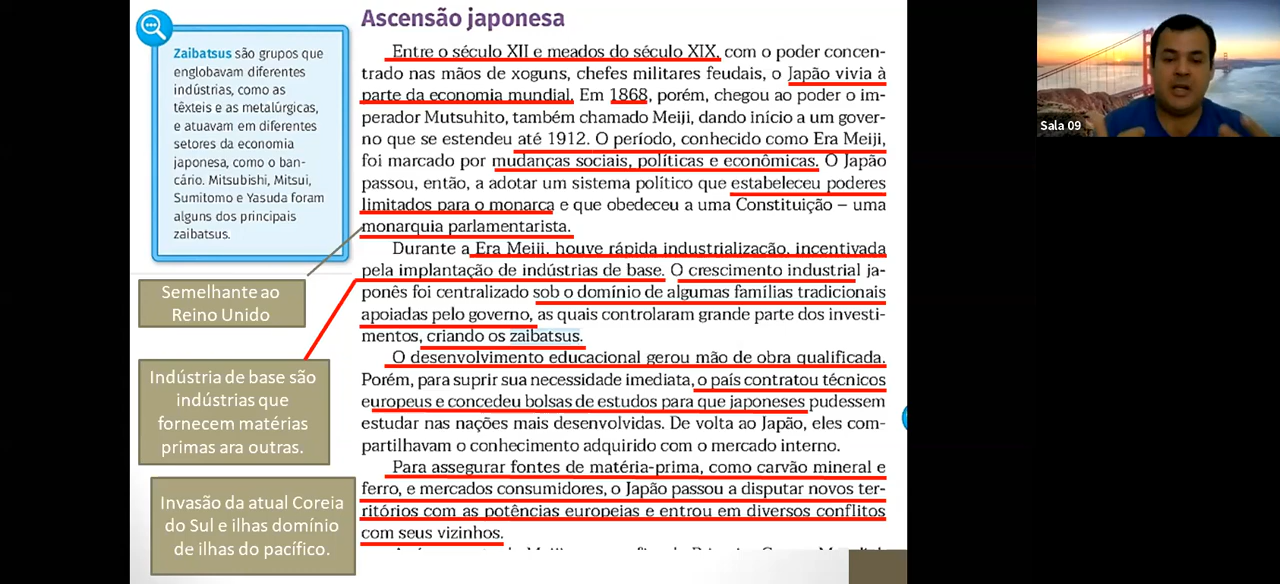 Ascensão japonesa
Zaibatsus são grupos que
englobavam diferentes
indústrias, como as
têxteis e as metalúrgicas,
e atuavam em diferentes
setores da economia
japonesa, como o ban-
cário. Mitsubishi, Mitsui,
Sumitomo e Yasuda foram
alguns dos principais
zaibatsus.
Entre o século XII e meados do século XIX, com o poder concen-
trado nas mãos de xoguns, chefes militares feudais, o Japão vivia à
parte da economia mundial. Em 1868, porém, chegou ao poder o im-
perador Mutsuhito, também chamado Meiji, dando início a um gover-
no que se estendeu até 1912. O período, conhecido como Era Meiji,
foi marcado por mudanças sociais, políticas e econômicas. O Japão
passou, então, a adotar um sistema político que estabeleceu poderes
limitados para o monarca e que obedeceu a uma Constituição – uma
monarquia parlamentarista.
Durante a Era Meiji, houve rápida industrialização, incentivada
pela implantação de indústrias de base. O crescimento industrial ja-
ponês foi centralizado sob o domínio de algumas famílias tradicionais
apoiadas pelo governo, as quais controlaram grande parte dos investi-
mentos, criando os zaibatsus.
O desenvolvimento educacional gerou mão de obra qualificada.
Porém, para suprir sua necessidade imediata, o país contratou técnicos
europeus e concedeu bolsas de estudos para que japoneses pudessem
estudar nas nações mais desenvolvidas. De volta ao Japão, eles com-
partilhavam o conhecimento adquirido com o mercado interno.
Para assegurar fontes de matéria-prima, como carvão mineral e
ferro, e mercados consumidores, o Japão passou a disputar novos ter-
ritórios com as potências europeias e entrou em diversos conflitos
com seus vizinhos.
Semelhante ao
Reino Unido
Indústria de base são
indústrias que
fornecem matérias
primas ara outras.
Invasão da atual Coreia
do Sul e ilhas domínio
de ilhas do pacífico.
Sala 09